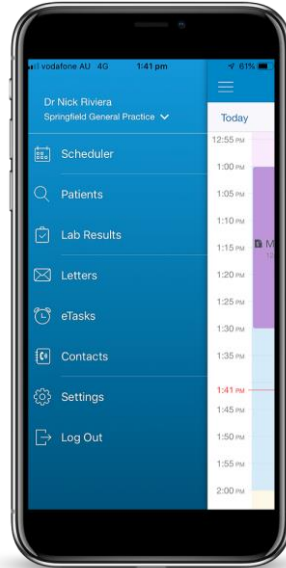 vodafone AU 4G 1:41 pm 61%
Dr Nick Riviera
Springfield General Practice
Scheduler
Patients
Lab Results
Letters
eTasks
Contacts
Settings
Log Out
Today
12:55 PM
1:00 PM
1:05 PM
1:10 PM
M
1:15 PM
1:20 PM
1:25 PM
1:30 PM
1:35 PM
1:41 PM
1:45 PM
1:50 PM
1:55 PM
2:00 PM